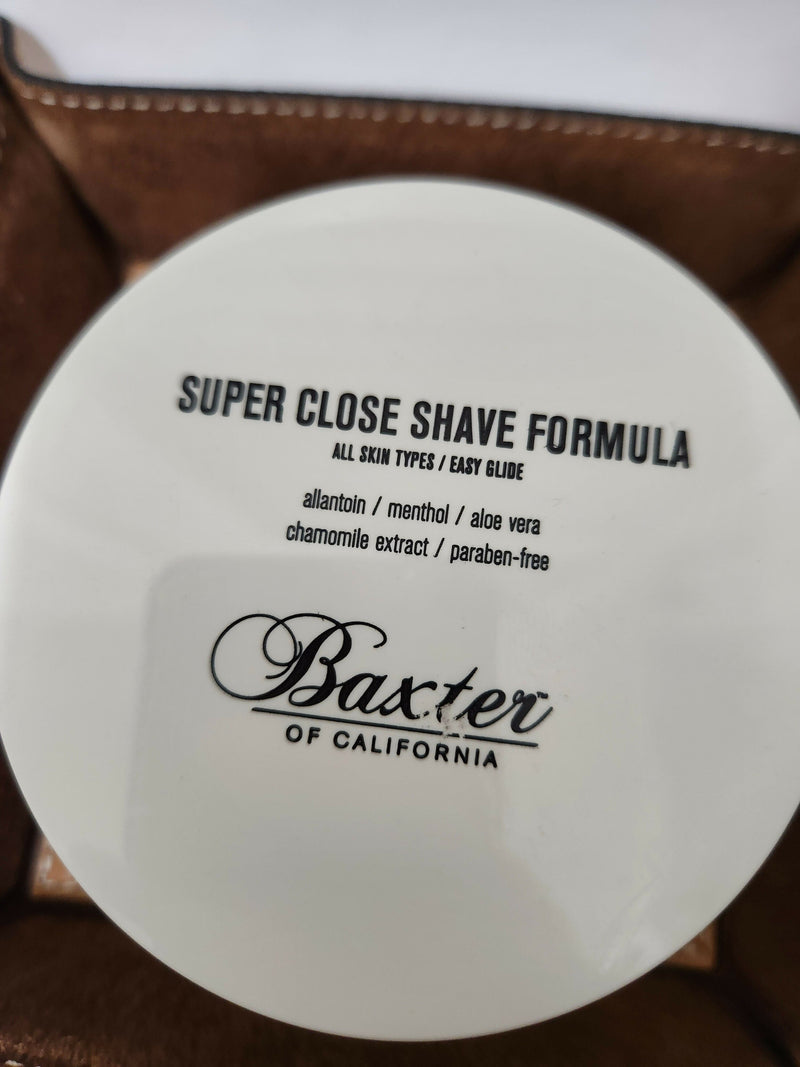 SUPER CLOSE SHAVE FORMULA
ALL SKIN TYPES / EASY GLIDE
allantoin / menthol / aloe vera
chamomile extract / paraben-free
Baxter™
OF CALIFORNIA